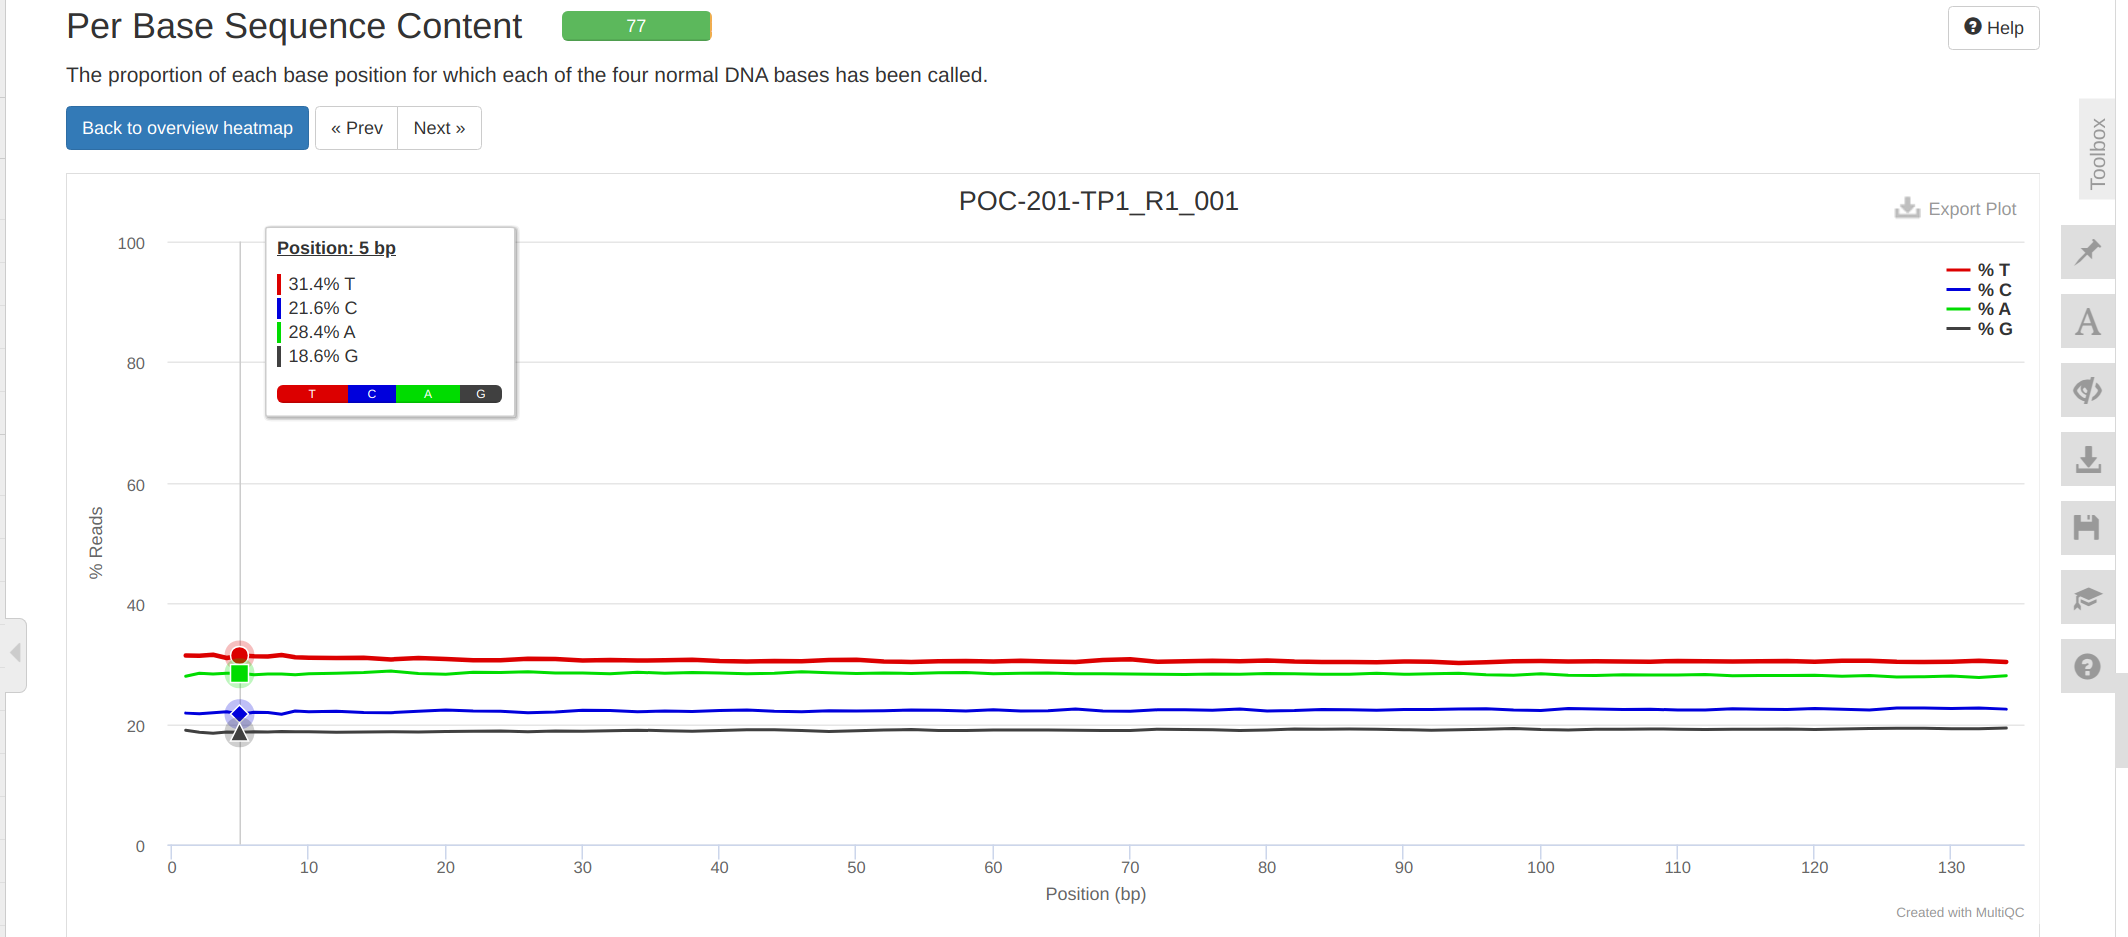 Per Base Sequence Content
77
Help
The proportion of each base position for which each of the four normal DNA bases has been called.
Back to overview heatmap
« Prev
Next »
Toolbox
POC-201-TP1_R1_001
Export Plot
Position: 5 bp
31.4% T
21.6% C
28.4% A
18.6% G
T C A G
% T
% C
% A
% G
100
80
60
40
20
0
% Reads
0 10 20 30 40 50 60 70 80 90 100 110 120 130
Position (bp)
Created with MultiQC